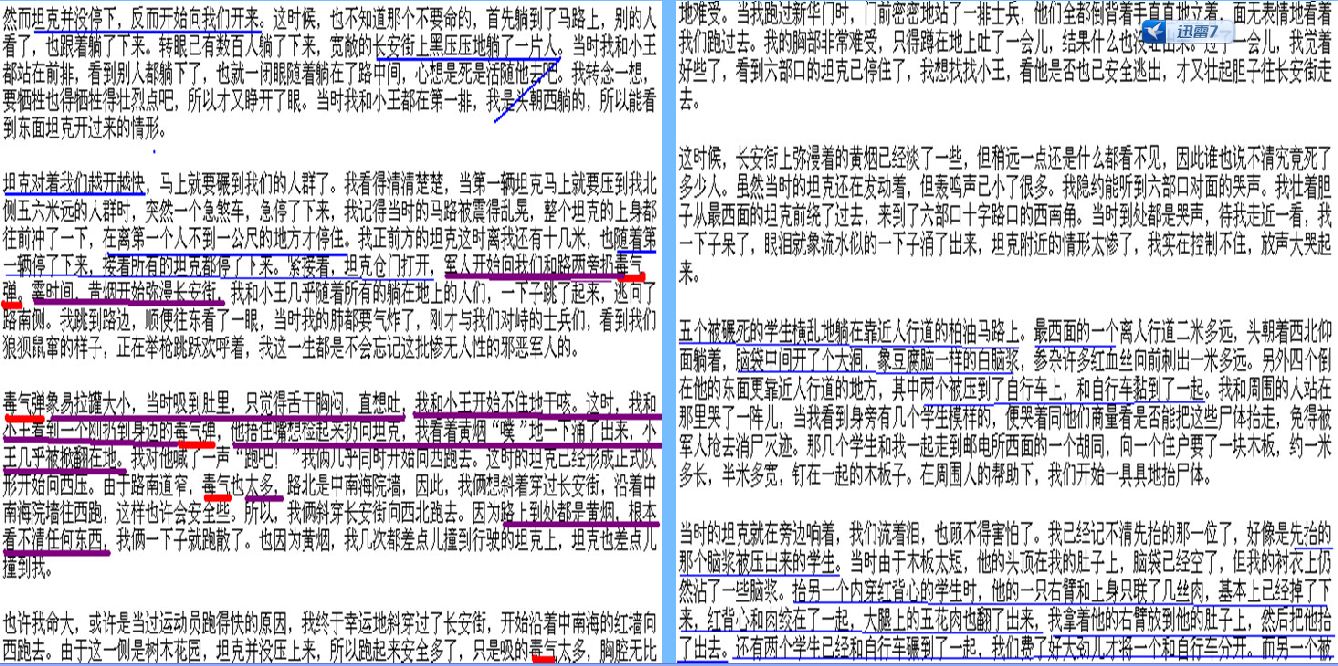 然而坦克并没停下，反而开始向我们开来。这时候，也不知道那个不要命的，首先躺到了马路上，别的人
看了，也跟着躺了下来。转眼已有数百人躺了下来，宽敞的长安街上黑压压地躺了一片人。当时我和小王
都站在前排，看到别人都躺下了，也就一闭眼随着躺在了路中间，心想是死是活随他去吧。我转念一想，
要牺牲也得牺牲得壮烈点吧，所以才又睁开了眼。当时我和小王都在第一排，我是头朝西躺的，所以能看
到东面坦克开过来的情形。
坦克对着我们越开越快，马上就要碾到我们的人群了。我看得清清楚楚，当第一辆坦克马上就要压到我北
侧五六米远的人群时，突然一个急煞车，急停了下来，我记得当时的马路被震得乱晃，整个坦克的上身都
往前冲了一下，在离第一个人不到一公尺的地方才停住。我正前方的坦克这时离我还有十几米，也随着第
一辆停了下来，接着所有的坦克都停了下来。紧接着，坦克仓门打开，军人开始向我们和路两旁扔毒气
弹。霎时间，黄烟开始弥漫长安街，我和小王几乎随着所有的躺在地上的人们，一下子跳了起来，逃向了
路南侧。我跳到路边，顺便往东看了一眼，当时我的肺都要气炸了，刚才与我们对峙的士兵们，看到我们
狼狈鼠窜的样子，正在举枪跳跃欢呼着，我这一生都是不会忘记这批惨无人性的邪恶军人的。
毒气弹象易拉罐大小，当时吸到肚里，只觉得舌干胸闷，直想吐，我和小王开始不住地干咳。这时，我和
小王看到一个刚扔到身边的毒气弹，他捂住嘴想捡起来扔向坦克，我看着黄烟“噗”地一下涌了出来，小
王几乎被掀翻在地。我对他喊了一声“跑吧！”我俩几乎同时开始向西跑去。这时的坦克已经形成正式队
形开始向西压。由于路南道窄，毒气也太多，路北是中南海院墙，因此，我俩想斜着穿过长安街，沿着中
南海院墙往西跑，这样也许会安全些。所以，我俩斜穿长安街向西北跑去。因为路上到处都是黄烟，根本
看不清任何东西，我俩一下子就跑散了。也因为黄烟，我几次都差点儿撞到行驶的坦克上，坦克也差点儿
撞到我。
也许我命大，或许是当过运动员跑得快的原因，我终于幸运地斜穿过了长安街，开始沿着中南海的红墙向
西跑去。由于这一侧是树木花园，坦克并没压上来，所以跑起来安全多了，只是吸的毒气太多，胸腔无比
地难受。当我跑过新华门时，门前密密地站了一排士兵，他们全都倒背着手直直地立着，面无表情地看着
我们跑过去。我的胸部非常难受，只得蹲在地上吐了一会儿，结果什么也没吐出来。过了一会儿，我觉着
好些了，看到六部口的坦克已停住了，我想找找小王，看他是否也已安全逃出，才又壮起胆子往长安街走
去。
迅雷7
这时候，长安街上弥漫着的黄烟已经淡了一些，但稍远一点还是什么都看不见，因此谁也说不清究竟死了
多少人。虽然当时的坦克还在发动着，但轰鸣声已小了很多。我隐约能听到六部口对面的哭声。我壮着胆
子从最西面的坦克前绕了过去，来到了六部口十字路口的西南角。当时到处都是哭声，待我走近一看，我
一下子呆了，眼泪就象流水似的一下子涌了出来，坦克附近的情形太惨了，我实在控制不住，放声大哭起
来。
五个被碾死的学生横乱地躺在靠近人行道的柏油马路上。最西面的一个离人行道二米多远，头朝着西北仰
面躺着，脑袋中间开了个大洞，象豆腐脑一样的白脑浆，参杂许多红血丝向前刺出一米多远。另外四个倒
在他的东面更靠近人行道的地方，其中两个被压到了自行车上，和自行车黏到了一起。我和周围的人站在
那里哭了一阵儿，当我看到身旁有几个学生模样的，便哭着同他们商量看是否能把这些尸体抬走，免得被
军人抢去消尸灭迹。那几个学生和我一起走到邮电所西面的一个胡同，向一个住户要了一块木板，约一米
多长，半米多宽，钉在一起的木板子。在周围人的帮助下，我们开始一具具地抬尸体。
当时的坦克就在旁边响着，我们流着泪，也顾不得害怕了。我已经记不清先抬的那一位了，好像是先抬的
那个脑浆被压出来的学生。当时由于木板太短，他的头顶在我的肚子上，脑袋已经空了，但我的衬衣上仍
然沾了一些脑浆。抬另一个内穿红背心的学生时，他的一只右臂和上身只联了几丝肉，基本上已经掉了下
来，红背心和肉绞在了一起，大腿上的五花肉也翻了出来，我拿着他的右臂放到他的肚子上，然后把他抬
了出去。还有两个学生已经和自行车碾到了一起，我们费了好大劲儿才将一个和自行车分开。而另一个被